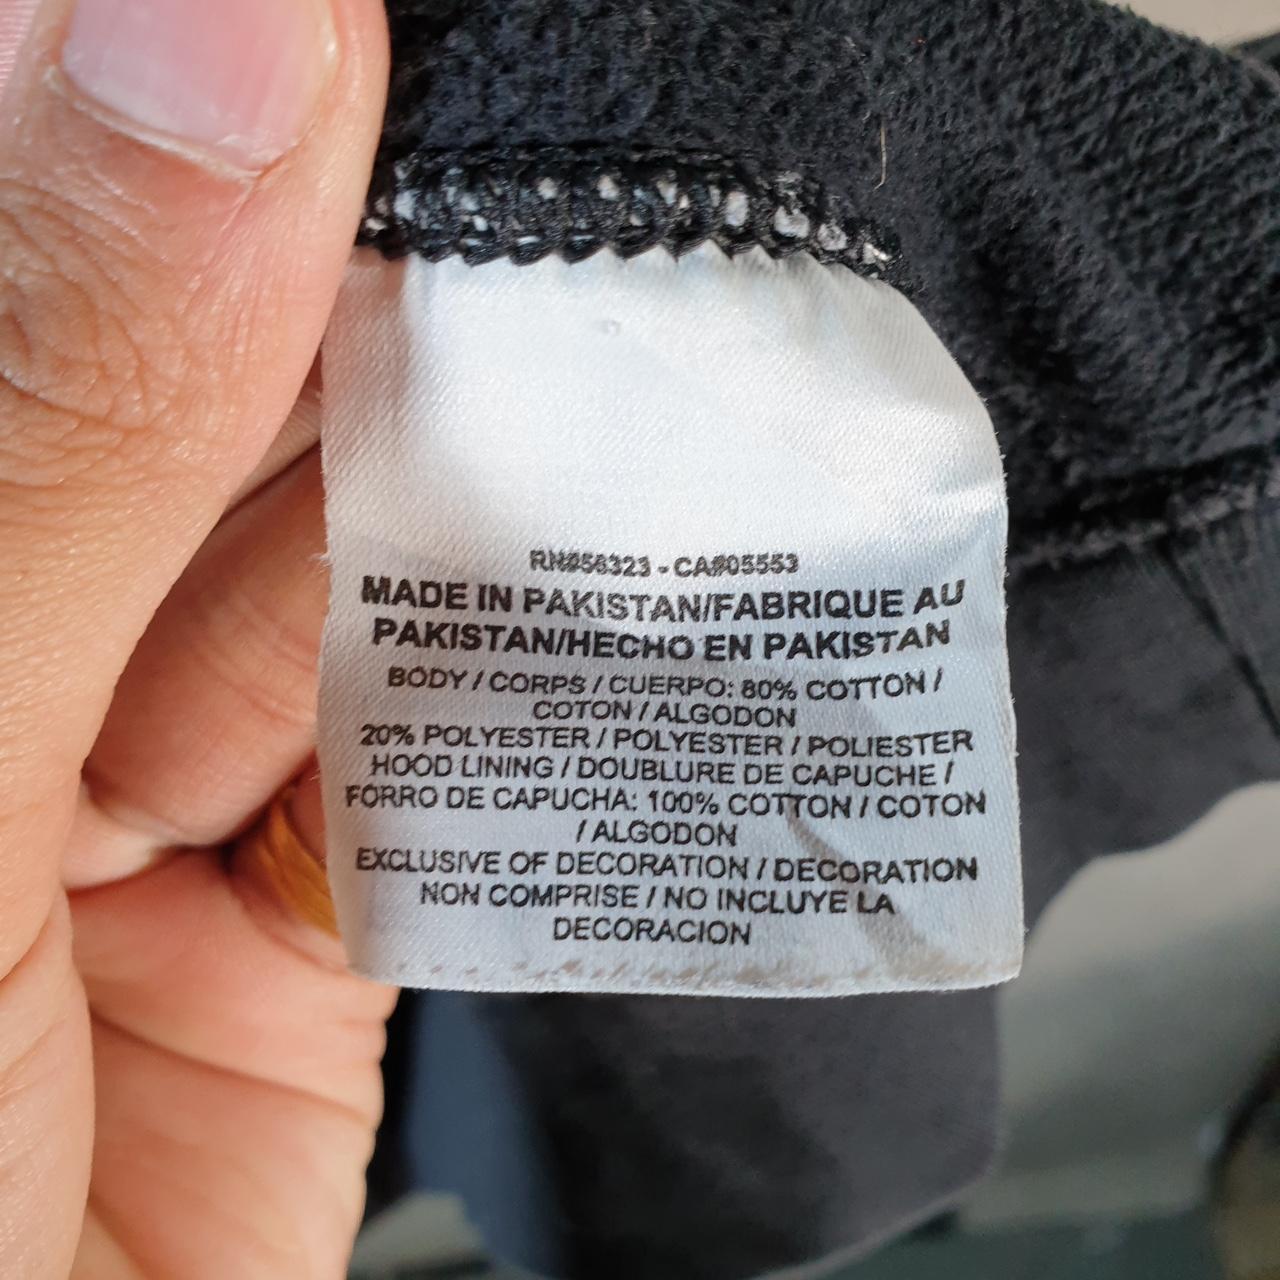 RN#56323 - CA#05553
MADE IN PAKISTAN/FABRIQUE AU
PAKISTAN/HECHO EN PAKISTAN
BODY / CORPS / CUERPO: 80% COTTON /
COTON / ALGODON
20% POLYESTER / POLYESTER / POLIESTER
HOOD LINING / DOUBLURE DE CAPUCHE /
FORRO DE CAPUCHA: 100% COTTON / COTON
/ ALGODON
EXCLUSIVE OF DECORATION / DECORATION
NON COMPRISE / NO INCLUYE LA
DECORACION